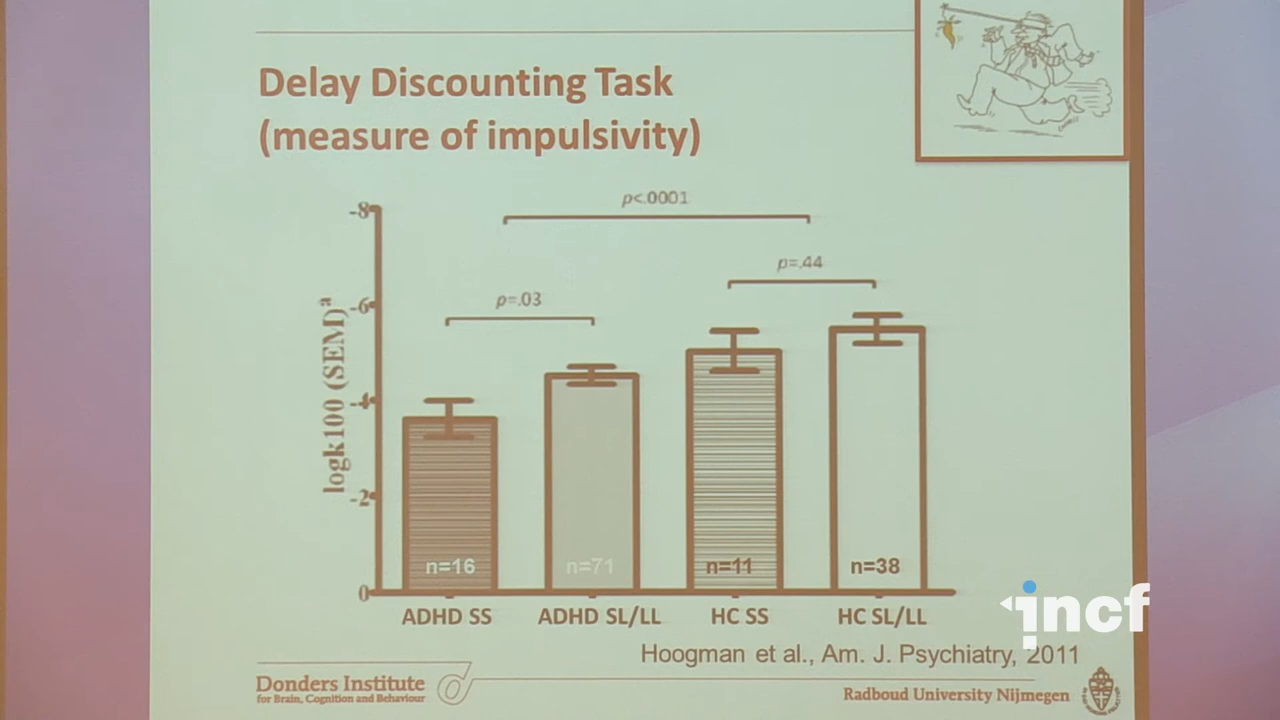 Delay Discounting Task
(measure of impulsivity)
p<.0001
p=.44
p=.03
-8
-6
-4
-2
0
logk100 (SEM)a
n=16
n=71
n=11
n=38
ADHD SS
ADHD SL/LL
HC SS
HC SL/LL
incf
Hoogman et al., Am. J. Psychiatry, 2011
Donders Institute
for Brain, Cognition and Behaviour
Radboud University Nijmegen